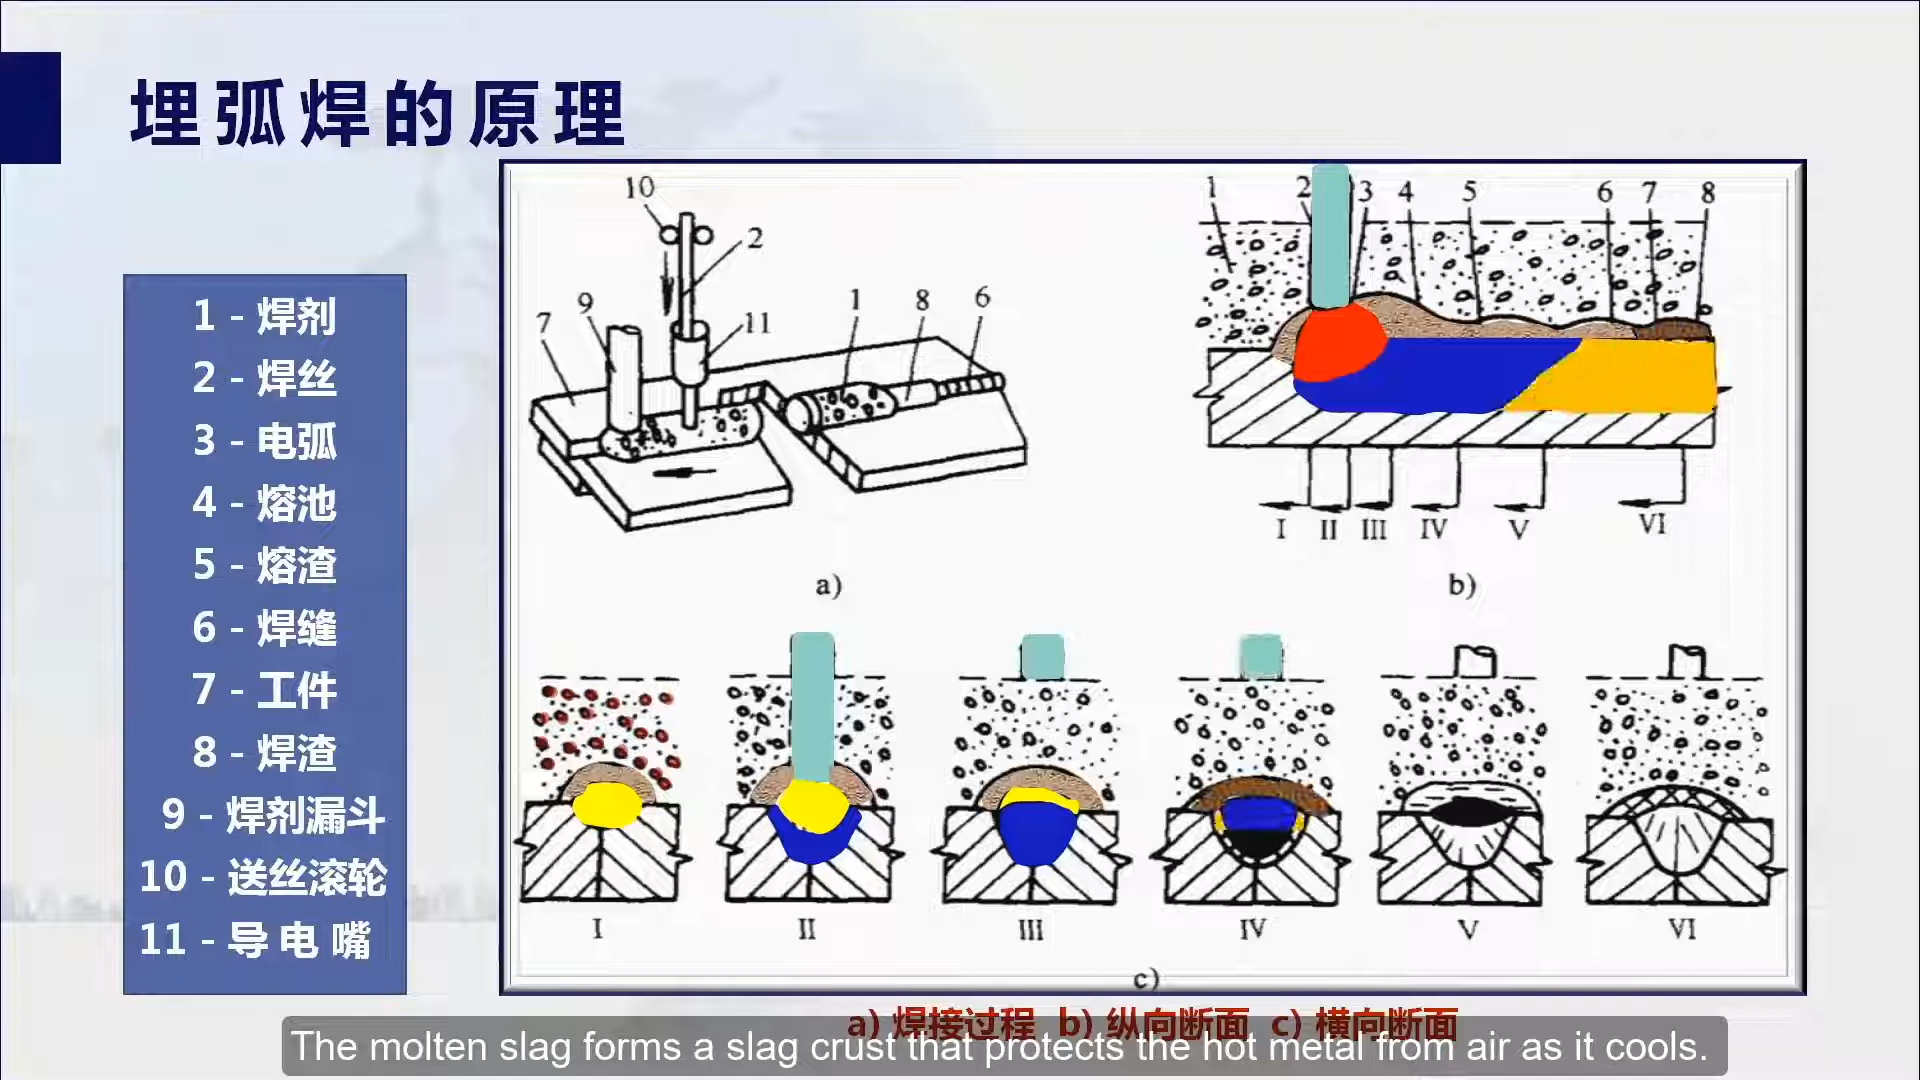 埋弧焊的原理
1 - 焊剂
2 - 焊丝
3 - 电弧
4 - 熔池
5 - 熔渣
6 - 焊缝
7 - 工件
8 - 焊渣
9 - 焊剂漏斗
10 - 送丝滚轮
11 - 导电嘴
10
2
9
7
11
1 8 6
a)
1 2 3 4 5 6 7 8
I II III IV V VI
b)
I II III IV V VI
c)
a) 焊接过程 b) 纵向断面 c) 横向断面
The molten slag forms a slag crust that protects the hot metal from air as it cools.